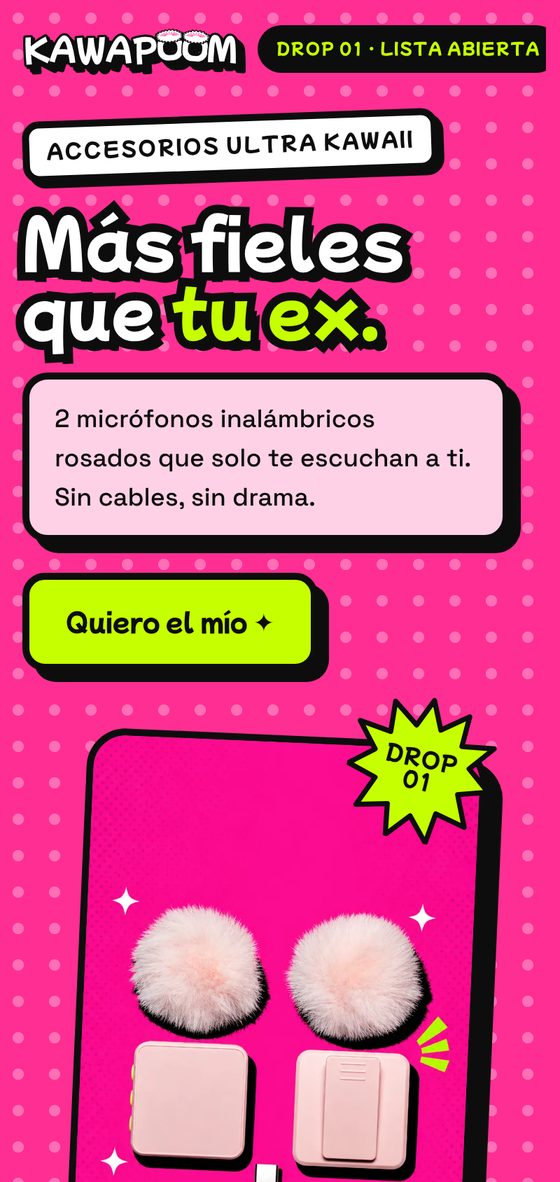 KAWAPOOM
DROP 01 · LISTA ABIERTA
ACCESORIOS ULTRA KAWAII
Más fieles
que tu ex.
2 micrófonos inalámbricos
rosados que solo te escuchan a ti.
Sin cables, sin drama.
Quiero el mío ✦
DROP
01